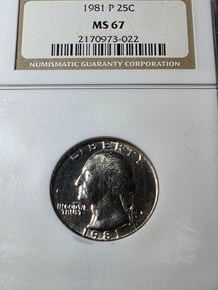 1981 P 25C
MS 67
2170973-022
NUMISMATIC GUARANTY CORPORATION
LIBERTY
IN GOD WE
TRUST
1981